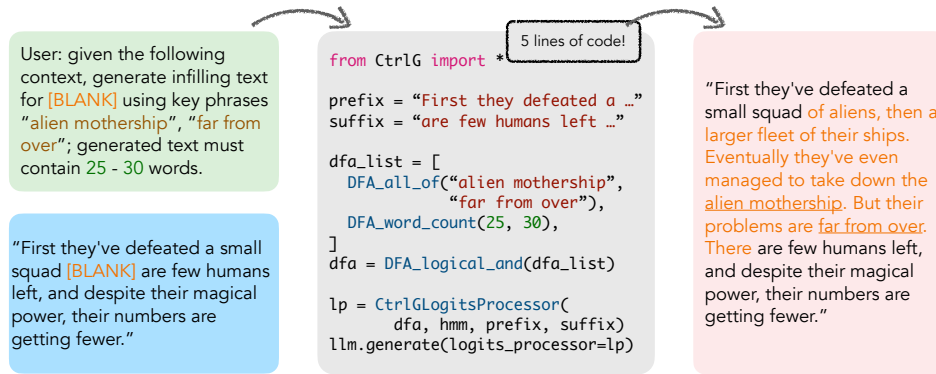 User: given the following
context, generate infilling text
for [BLANK] using key phrases
“alien mothership”, “far from
over”; generated text must
contain 25 - 30 words.
“First they've defeated a small
squad [BLANK] are few humans
left, and despite their magical
power, their numbers are
getting fewer.”
5 lines of code!
from CtrlG import *
prefix = “First they defeated a …”
suffix = “are few humans left …”
dfa_list = [
DFA_all_of(“alien mothership”,
“far from over”),
DFA_word_count(25, 30),
]
dfa = DFA_logical_and(dfa_list)
lp = CtrlGLogitsProcessor(
dfa, hmm, prefix, suffix)
llm.generate(logits_processor=lp)
“First they've defeated a
small squad of aliens, then a
larger fleet of their ships.
Eventually they've even
managed to take down the
alien mothership. But their
problems are far from over.
There are few humans left,
and despite their magical
power, their numbers are
getting fewer.”